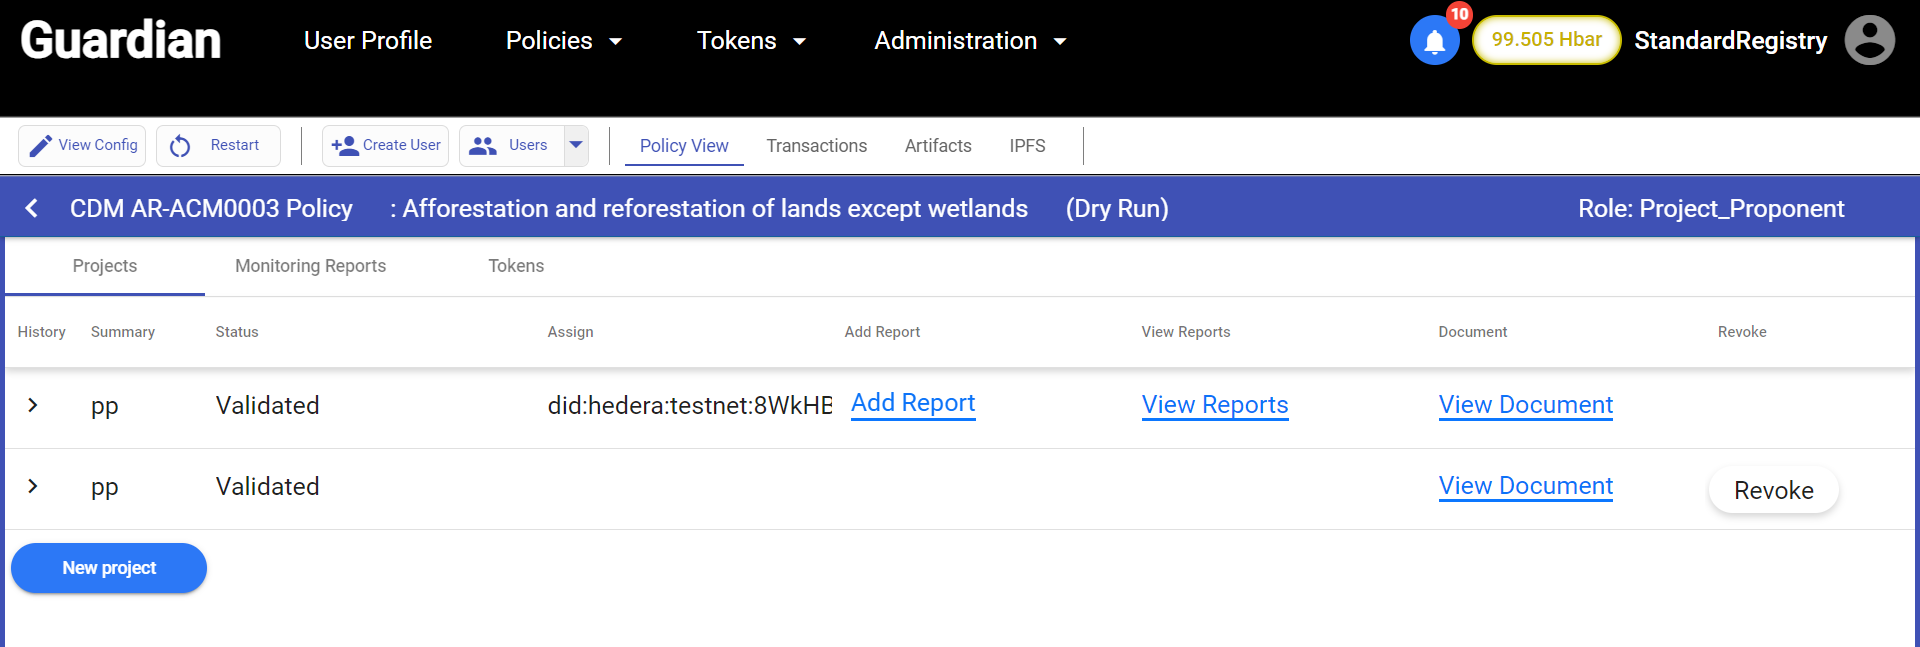 Guardian User Profile Policies Tokens Administration 10 99.505 Hbar StandardRegistry
View Config Restart Create User Users Policy View Transactions Artifacts IPFS
CDM AR-ACM0003 Policy : Afforestation and reforestation of lands except wetlands (Dry Run) Role: Project_Proponent
Projects Monitoring Reports Tokens
History Summary Status Assign Add Report View Reports Document Revoke
pp Validated did:hedera:testnet:8WkHB Add Report View Reports View Document
pp Validated View Document Revoke
New project